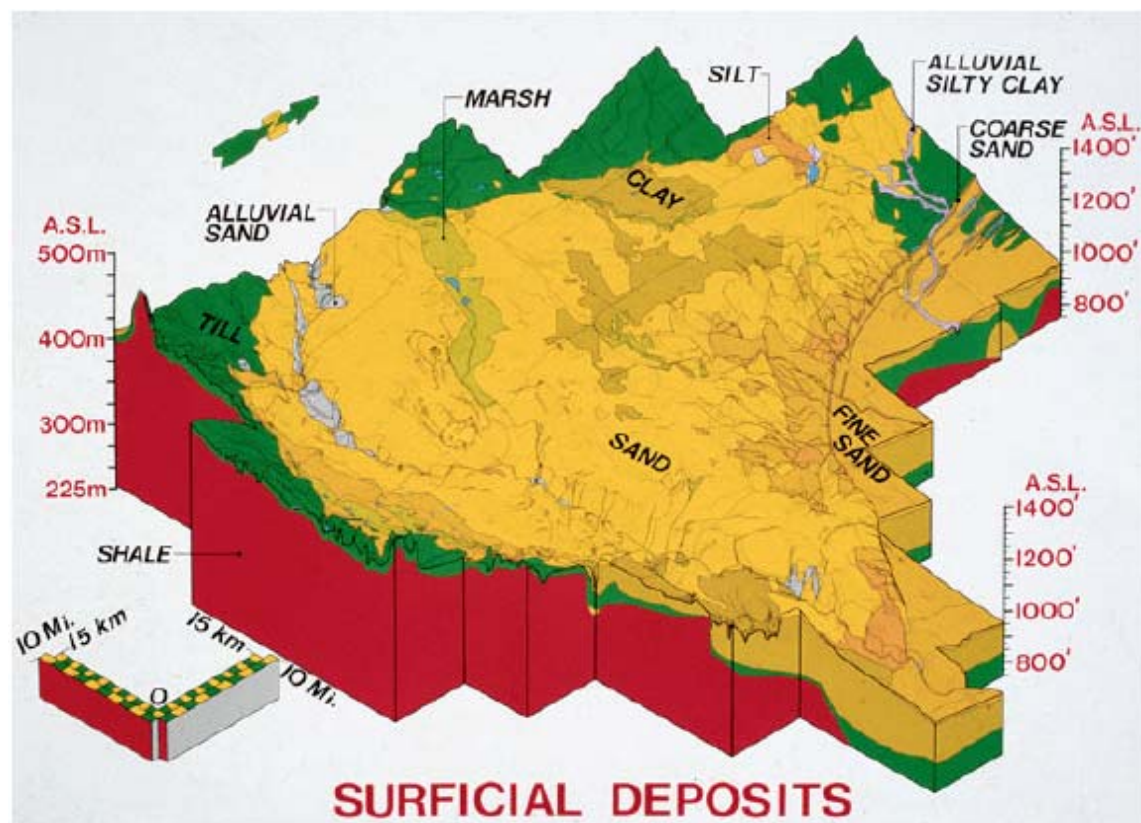 SILT
ALLUVIAL
SILTY CLAY
MARSH
COARSE
SAND
A.S.L.
1400'
1200'
1000'
800'
CLAY
ALLUVIAL
SAND
A.S.L.
500m
400m
300m
225m
TILL
SAND
FINE
SAND
A.S.L.
1400'
1200'
1000'
800'
SHALE
10 Mi.
15 km
0
15 km
10 Mi.
SURFICIAL DEPOSITS